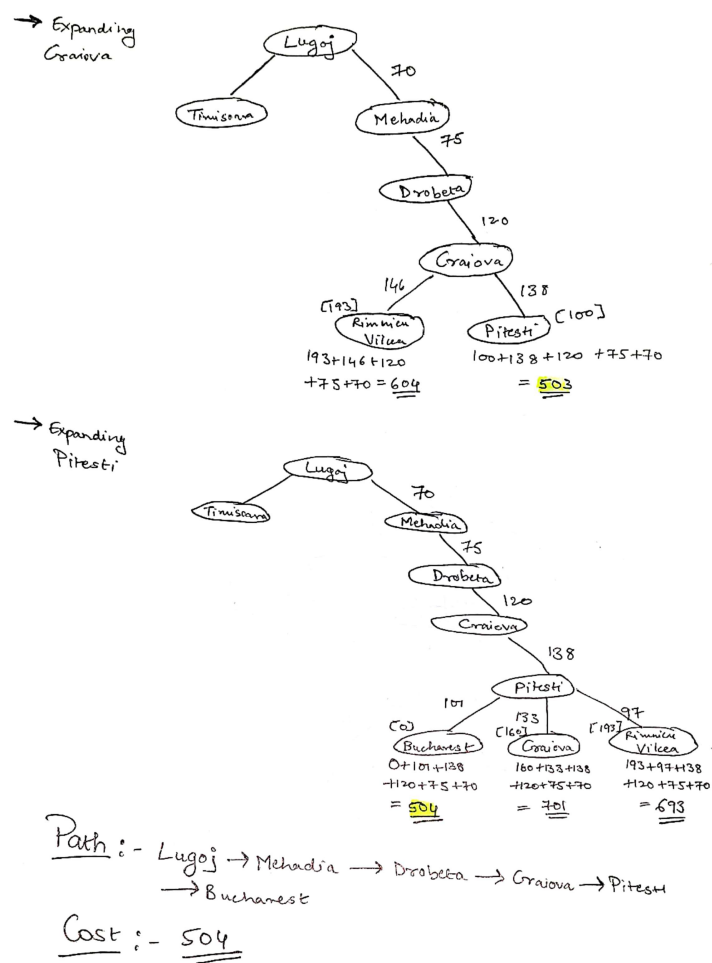 → Expanding
Craiova
Lugoj
70
Timisoara
Mehadia
75
Drobeta
120
Craiova
146
138
[193]
[100]
Rimnicu
Vilcea
Pitesti
193+146+120
+75+70 = 604
100+138+120 +75+70
= 503
→ Expanding
Pitesti
Lugoj
70
Timisoara
Mehadia
75
Drobeta
120
Craiova
138
Pitesti
101
133
97
[0]
[160]
[193]
Bucharest
Craiova
Rimnicu
Vilcea
0+101+138
+120+75+70
= 504
160+133+138
+120+75+70
= 701
193+97+138
+120+75+70
= 693
Path :- Lugoj → Mehadia → Drobeta → Craiova → Pitesti
→ Bucharest
Cost :- 504